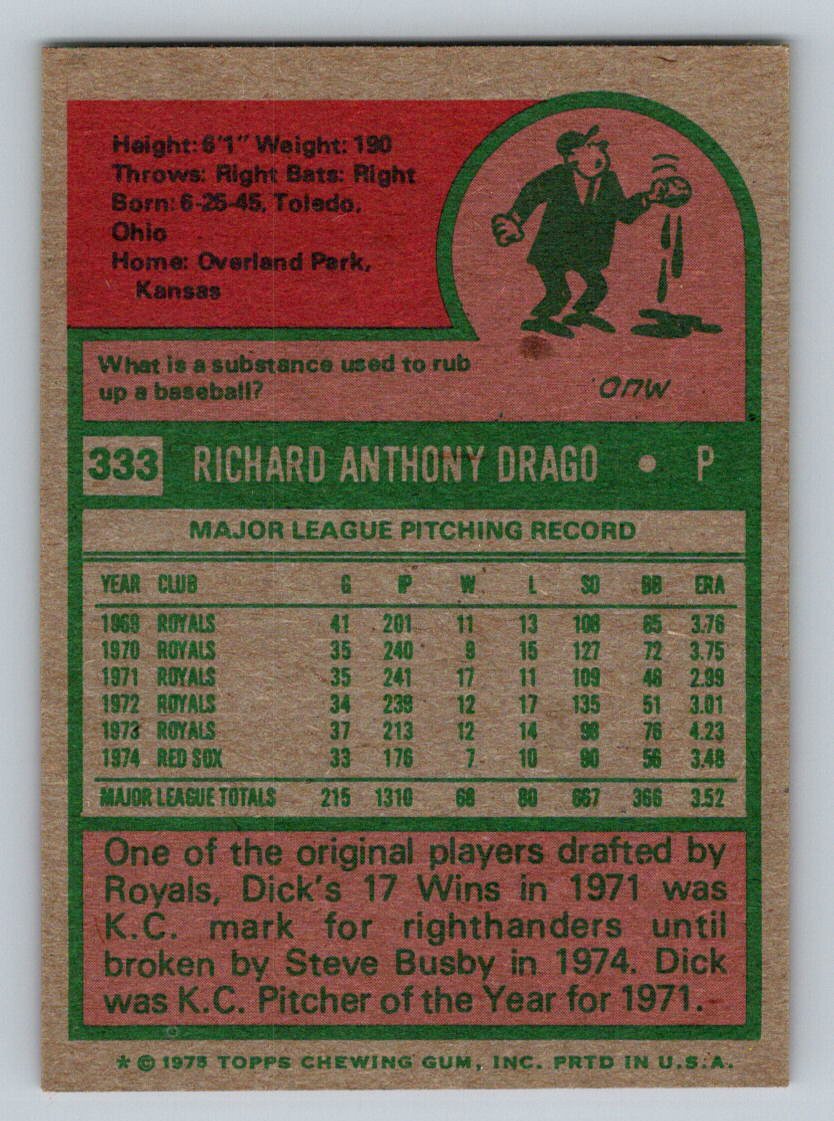 Height: 6'1" Weight: 190
Throws: Right Bats: Right
Born: 6-25-45, Toledo,
Ohio
Home: Overland Park,
Kansas
What is a substance used to rub
up a baseball?
MUD
333 RICHARD ANTHONY DRAGO • P
MAJOR LEAGUE PITCHING RECORD
YEAR CLUB G IP W L SO BB ERA
1969 ROYALS 41 201 11 13 108 65 3.76
1970 ROYALS 35 240 9 15 127 72 3.75
1971 ROYALS 35 241 17 11 109 46 2.99
1972 ROYALS 34 239 12 17 135 51 3.01
1973 ROYALS 37 213 12 14 98 76 4.23
1974 RED SOX 33 176 7 10 90 56 3.48
MAJOR LEAGUE TOTALS 215 1310 68 80 667 366 3.52
One of the original players drafted by
Royals, Dick's 17 Wins in 1971 was
K.C. mark for righthanders until
broken by Steve Busby in 1974. Dick
was K.C. Pitcher of the Year for 1971.
* © 1975 TOPPS CHEWING GUM, INC. PRTD IN U.S.A.